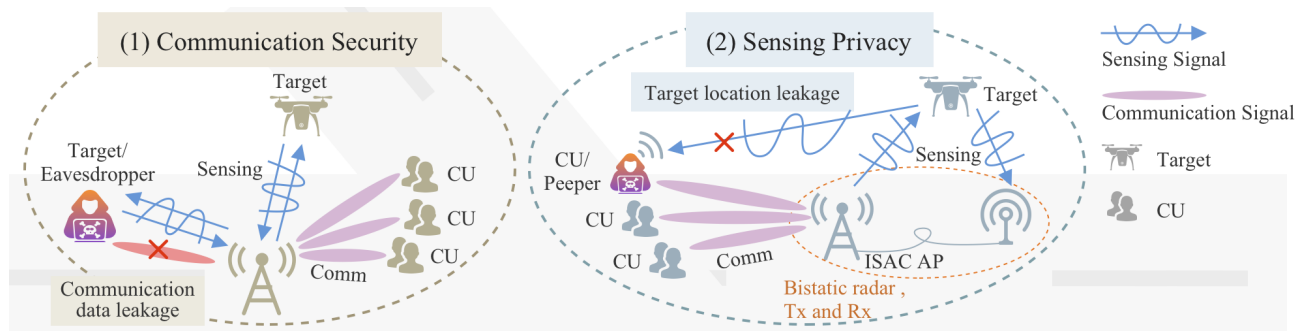 (1) Communication Security
Target
Target/
Eavesdropper
Sensing
CU
CU
CU
Comm
Communication
data leakage
(2) Sensing Privacy
Target location leakage
Target
CU/
Peeper
Sensing
CU
CU
Comm
ISAC AP
Bistatic radar ,
Tx and Rx
Sensing Signal
Communication Signal
Target
CU